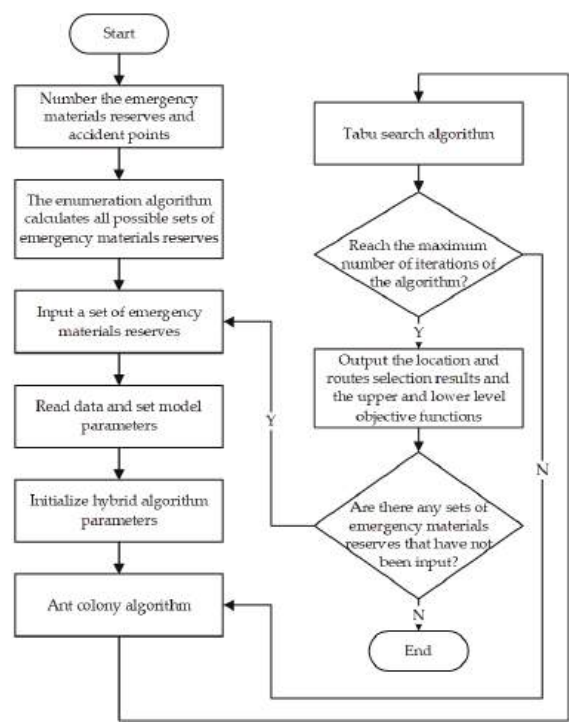 Start
Number the emergency
materials reserves and
accident points
The enumeration algorithm
calculates all possible sets of
emergency materials reserves
Input a set of emergency
materials reserves
Read data and set model
parameters
Initialize hybrid algorithm
parameters
Ant colony algorithm
Tabu search algorithm
Reach the maximum
number of iterations of
the algorithm?
Y
Output the location and
routes selection results and
the upper and lower level
objective functions
Y
N
Are there any sets of
emergency materials
reserves that have not
been input?
N
End